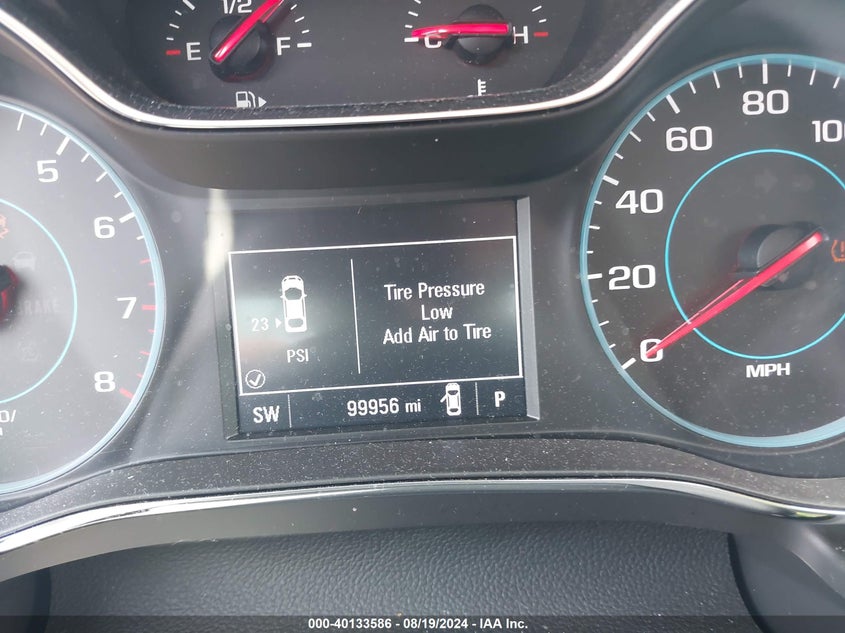 1/2
E F
C H
5
6
7
8
BRAKE
23
PSI
Tire Pressure
Low
Add Air to Tire
SW 99956 mi P
0
20
40
60
80
100
MPH
000-40133586 - 08/19/2024 - IAA Inc.